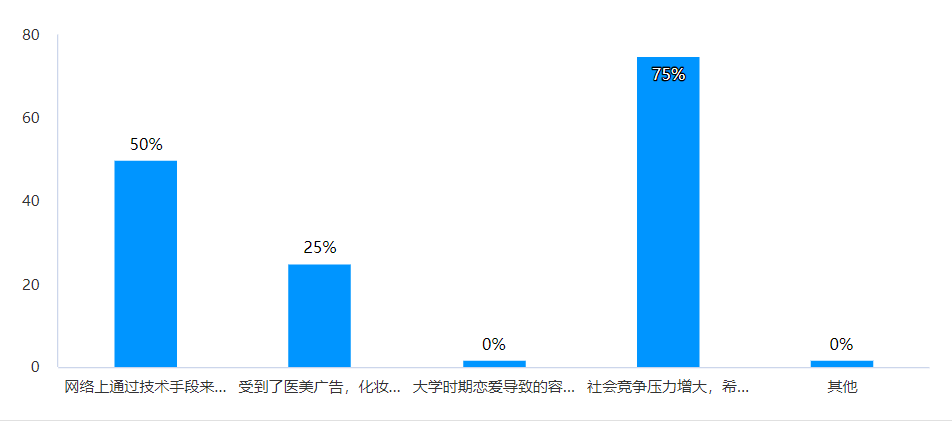 80
75%
60
50%
40
25%
20
0%
0%
0
网络上通过技术手段来...
受到了医美广告，化妆...
大学时期恋爱导致的容...
社会竞争压力增大，希...
其他